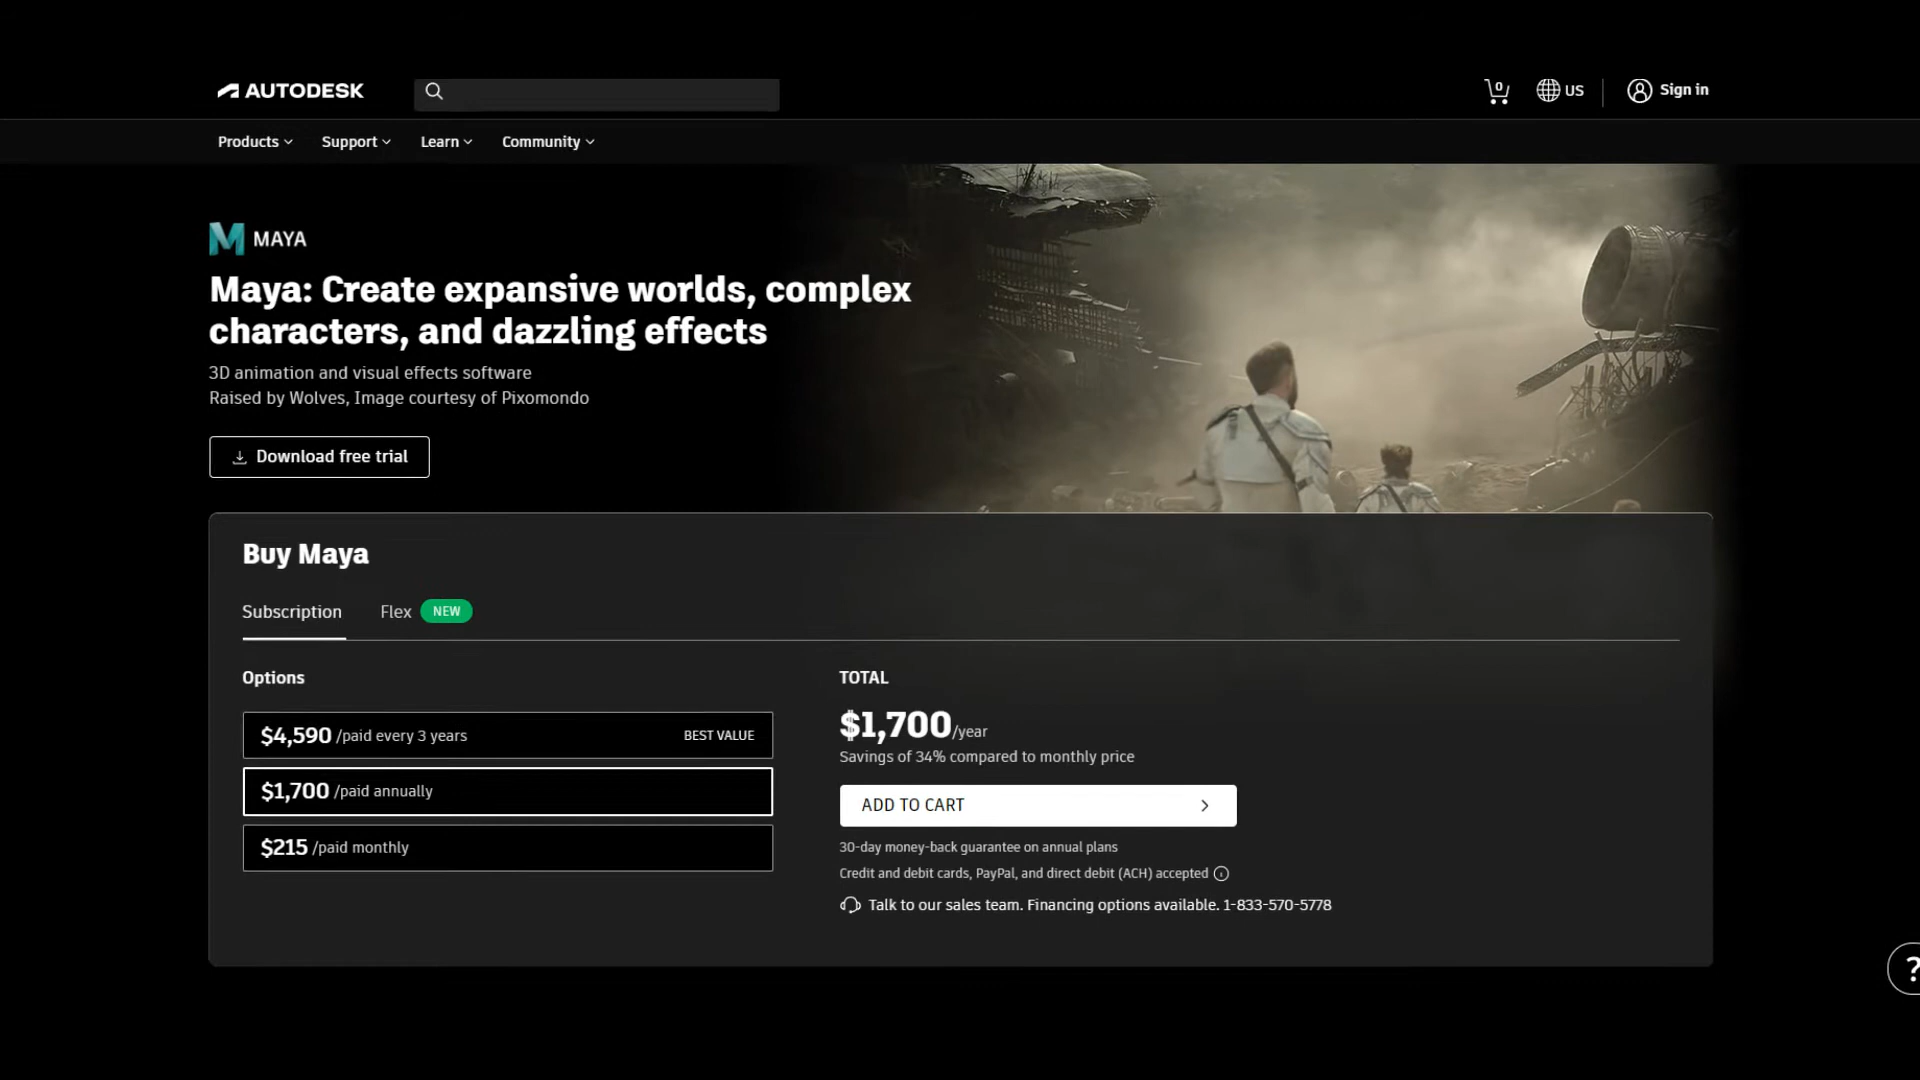 AUTODESK
0
US
Sign in
Products
Support
Learn
Community
M MAYA
Maya: Create expansive worlds, complex
characters, and dazzling effects
3D animation and visual effects software
Raised by Wolves, Image courtesy of Pixomondo
Download free trial
Buy Maya
Subscription
Flex NEW
Options
$4,590 /paid every 3 years BEST VALUE
$1,700 /paid annually
$215 /paid monthly
TOTAL
$1,700/year
Savings of 34% compared to monthly price
ADD TO CART
30-day money-back guarantee on annual plans
Credit and debit cards, PayPal, and direct debit (ACH) accepted
Talk to our sales team. Financing options available. 1-833-570-5778
?